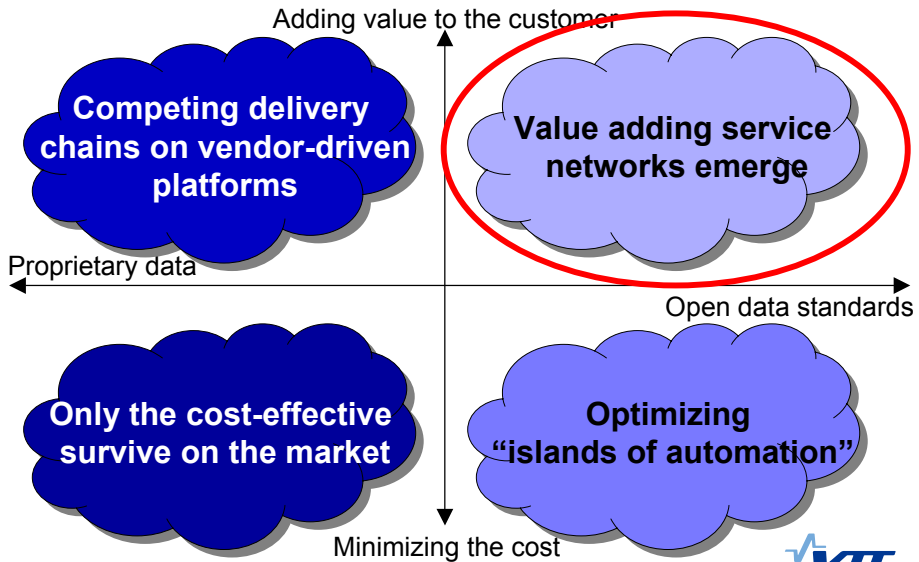 Adding value to the customer
Competing delivery
chains on vendor-driven
platforms
Value adding service
networks emerge
Proprietary data
Open data standards
Only the cost-effective
survive on the market
Optimizing
“islands of automation”
Minimizing the cost
VTT